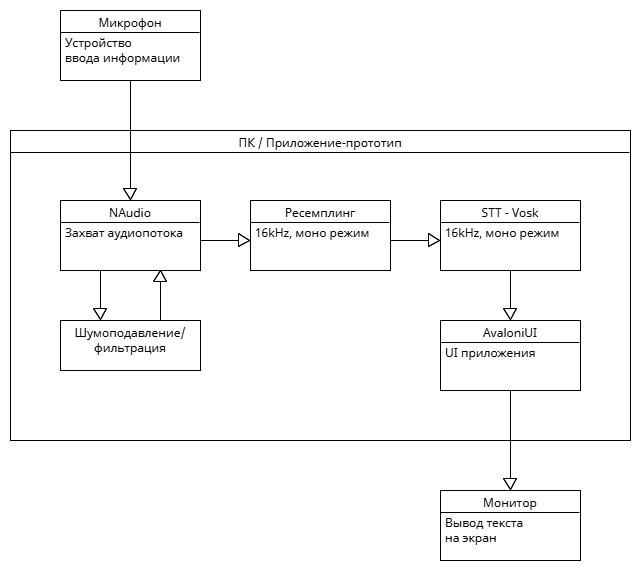 Микрофон
Устройство
ввода информации
ПК / Приложение-прототип
NAudio
Захват аудиопотока
Ресемплинг
16kHz, моно режим
STT - Vosk
16kHz, моно режим
Шумоподавление/
фильтрация
AvaloniUI
UI приложения
Монитор
Вывод текста
на экран